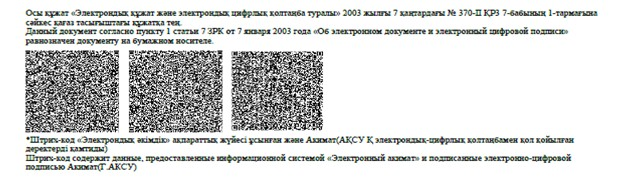 Осы құжат «Электрондық құжат және электрондық цифрлық қолтаңба туралы» 2003 жылғы 7 қаңтардағы № 370-II ҚРЗ 7-бабының 1-тармағына
сәйкес қағаз тасығыштағы құжатқа тең.
Данный документ согласно пункту 1 статьи 7 ЗРК от 7 января 2003 года «Об электронном документе и электронный цифровой подписи»
равнозначен документу на бумажном носителе.
*Штрих-код «Электрондық әкімдік» ақпараттық жүйесі ұсынған және Акимат(АҚСУ Қ электрондық-цифрлық қолтаңбамен қол қойылған
деректерді қамтиды)
Штрих-код содержит данные, предоставленные информационной системой «Электронный акимат» и подписанные электронно-цифровой
подписью Акимат(Г.АКСУ)